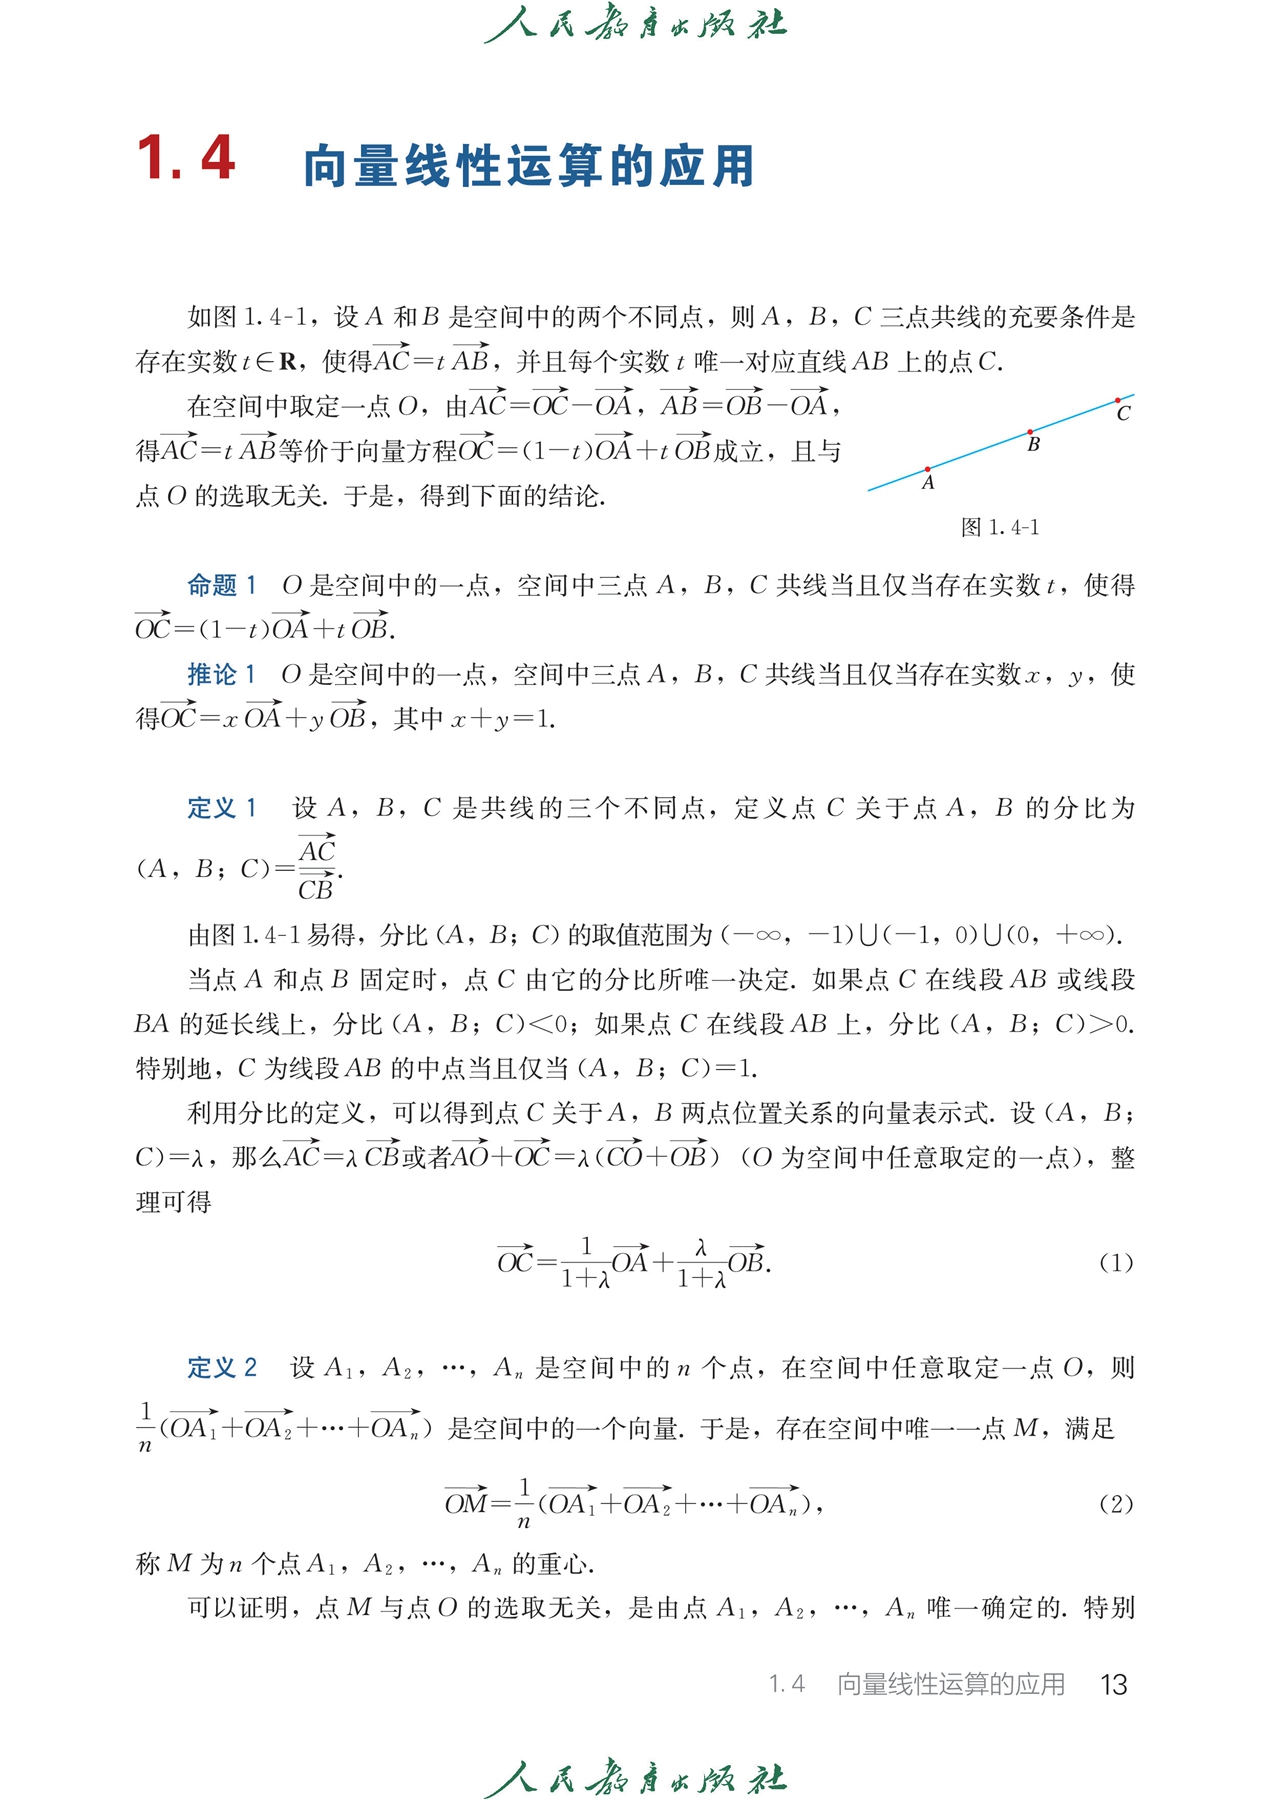 人民教育出版社
1.4 向量线性运算的应用
如图 1.4-1，设 A 和 B 是空间中的两个不同点，则 A，B，C 三点共线的充要条件是
存在实数 t∈R，使得$\overrightarrow{AC}$=t$\overrightarrow{AB}$，并且每个实数 t 唯一对应直线 AB 上的点 C.
在空间中取定一点 O，由$\overrightarrow{AC}$=$\overrightarrow{OC}$−$\overrightarrow{OA}$，$\overrightarrow{AB}$=$\overrightarrow{OB}$−$\overrightarrow{OA}$，
得$\overrightarrow{AC}$=t$\overrightarrow{AB}$等价于向量方程$\overrightarrow{OC}$=(1−t)$\overrightarrow{OA}$+t$\overrightarrow{OB}$成立，且与
点 O 的选取无关. 于是，得到下面的结论.
C
B
A
图 1.4-1
命题 1 O 是空间中的一点，空间中三点 A，B，C 共线当且仅当存在实数 t，使得
$\overrightarrow{OC}$=(1−t)$\overrightarrow{OA}$+t$\overrightarrow{OB}$.
推论 1 O 是空间中的一点，空间中三点 A，B，C 共线当且仅当存在实数 x，y，使
得$\overrightarrow{OC}$=x$\overrightarrow{OA}$+y$\overrightarrow{OB}$，其中 x+y=1.
定义 1 设 A，B，C 是共线的三个不同点，定义点 C 关于点 A，B 的分比为
(A，B；C)=$\frac{\overrightarrow{AC}}{\overrightarrow{CB}}$.
由图 1.4-1 易得，分比 (A，B；C) 的取值范围为 (−∞，−1)∪(−1，0)∪(0，+∞).
当点 A 和点 B 固定时，点 C 由它的分比所唯一决定. 如果点 C 在线段 AB 或线段
BA 的延长线上，分比 (A，B；C)<0；如果点 C 在线段 AB 上，分比 (A，B；C)>0.
特别地，C 为线段 AB 的中点当且仅当 (A，B；C)=1.
利用分比的定义，可以得到点 C 关于 A，B 两点位置关系的向量表示式. 设 (A，B；
C)=λ，那么$\overrightarrow{AC}$=λ$\overrightarrow{CB}$或者$\overrightarrow{AO}$+$\overrightarrow{OC}$=λ($\overrightarrow{CO}$+$\overrightarrow{OB}$)（O 为空间中任意取定的一点），整
理可得
$\overrightarrow{OC}=\frac{1}{1+λ}\overrightarrow{OA}+\frac{λ}{1+λ}\overrightarrow{OB}$. (1)
定义 2 设 A₁，A₂，…，Aₙ 是空间中的 n 个点，在空间中任意取定一点 O，则
$\frac{1}{n}(\overrightarrow{OA_1}+\overrightarrow{OA_2}+…+\overrightarrow{OA_n})$ 是空间中的一个向量. 于是，存在空间中唯一一点 M，满足
$\overrightarrow{OM}=\frac{1}{n}(\overrightarrow{OA_1}+\overrightarrow{OA_2}+…+\overrightarrow{OA_n})$， (2)
称 M 为 n 个点 A₁，A₂，…，Aₙ 的重心.
可以证明，点 M 与点 O 的选取无关，是由点 A₁，A₂，…，Aₙ 唯一确定的. 特别
1.4 向量线性运算的应用 13
人民教育出版社